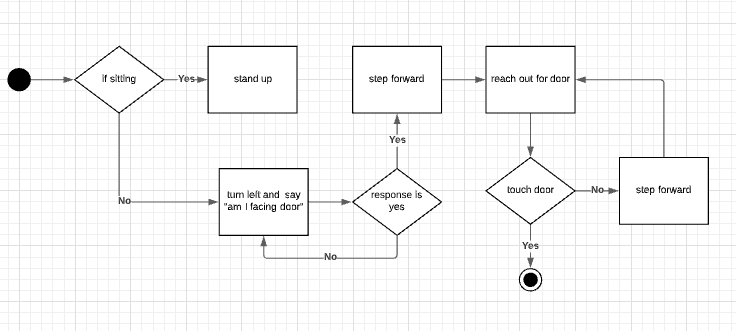 if sitting
Yes
stand up
step forward
reach out for door
Yes
No
turn left and say
"am I facing door"
response is
yes
No
touch door
No
step forward
Yes